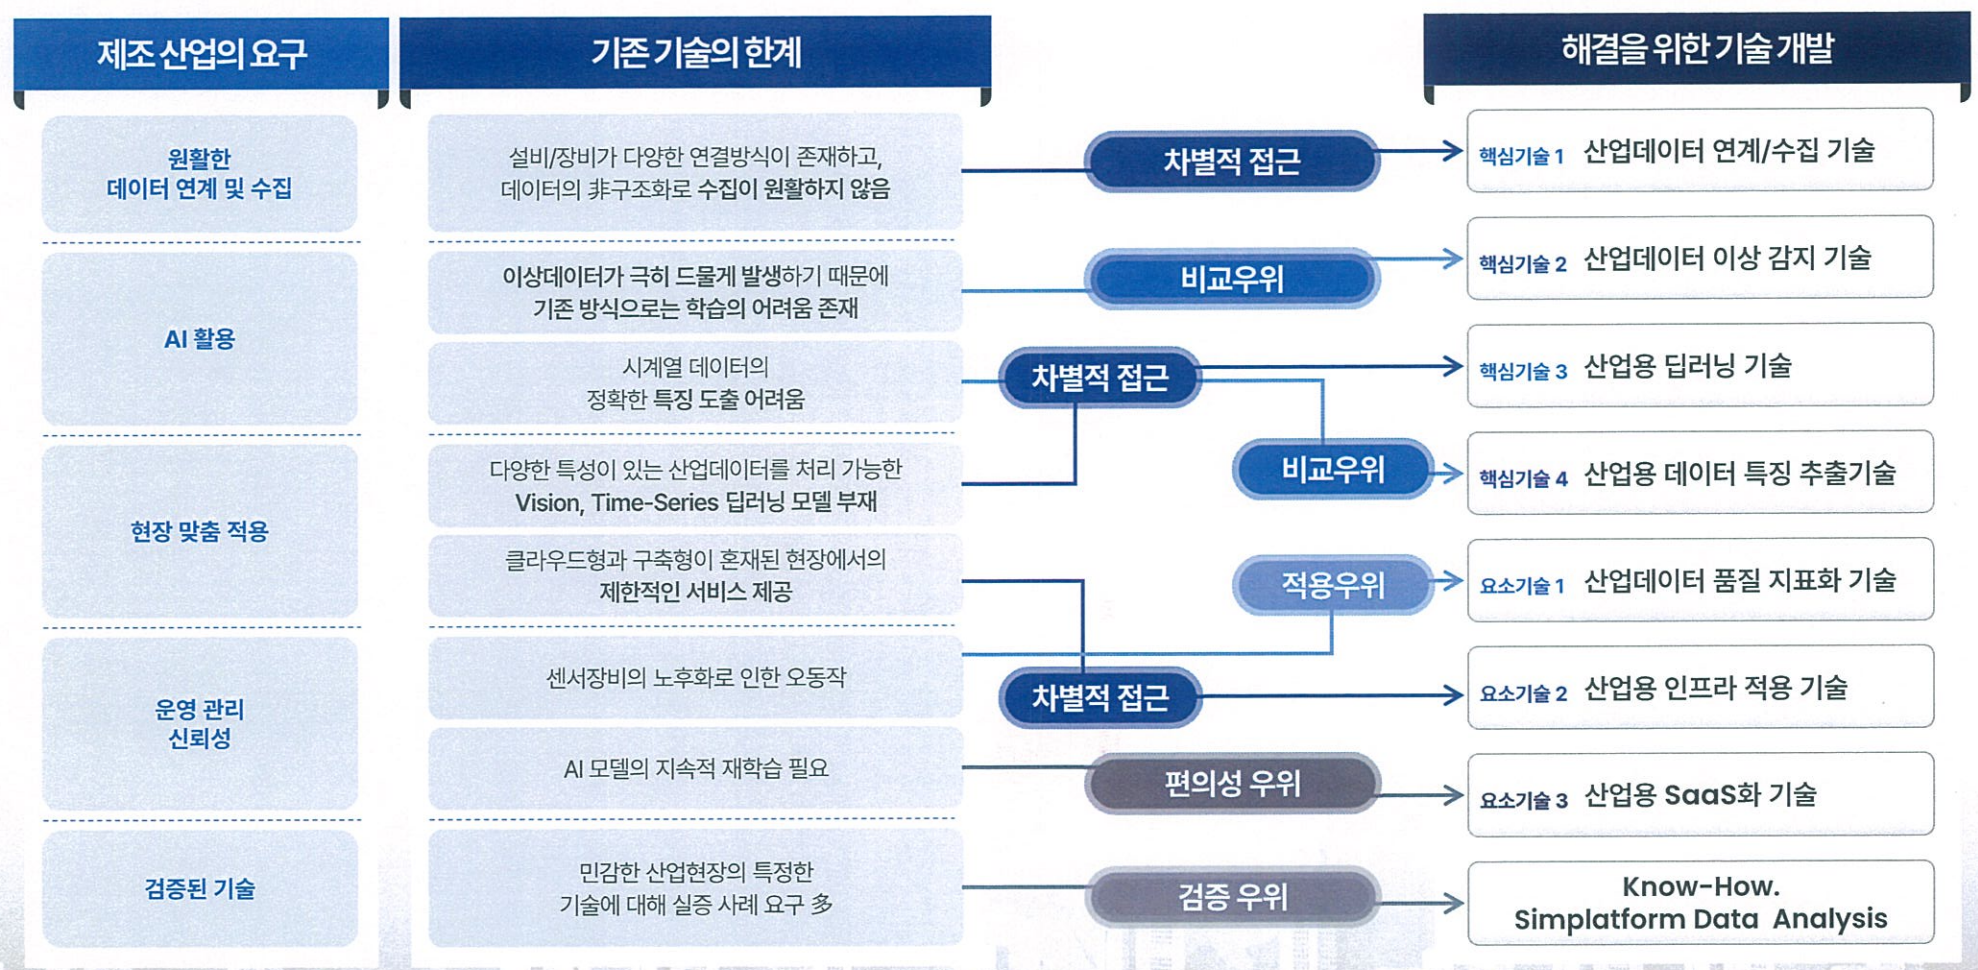 제조 산업의 요구
기존 기술의 한계
해결을 위한 기술 개발
원활한
데이터 연계 및 수집
설비/장비가 다양한 연결방식이 존재하고,
데이터의 非구조화로 수집이 원활하지 않음
차별적 접근
핵심기술 1 산업데이터 연계/수집 기술
AI 활용
이상데이터가 극히 드물게 발생하기 때문에
기존 방식으로는 학습의 어려움 존재
비교우위
핵심기술 2 산업데이터 이상 감지 기술
시계열 데이터의
정확한 특징 도출 어려움
차별적 접근
핵심기술 3 산업용 딥러닝 기술
현장 맞춤 적용
다양한 특성이 있는 산업데이터를 처리 가능한
Vision, Time-Series 딥러닝 모델 부재
비교우위
핵심기술 4 산업용 데이터 특징 추출기술
클라우드형과 구축형이 혼재된 현장에서의
제한적인 서비스 제공
적용우위
요소기술 1 산업데이터 품질 지표화 기술
운영 관리
신뢰성
센서장비의 노후화로 인한 오동작
차별적 접근
요소기술 2 산업용 인프라 적용 기술
AI 모델의 지속적 재학습 필요
편의성 우위
요소기술 3 산업용 SaaS화 기술
검증된 기술
민감한 산업현장의 특정한
기술에 대해 실증 사례 요구 多
검증 우위
Know-How.
Simplatform Data Analysis